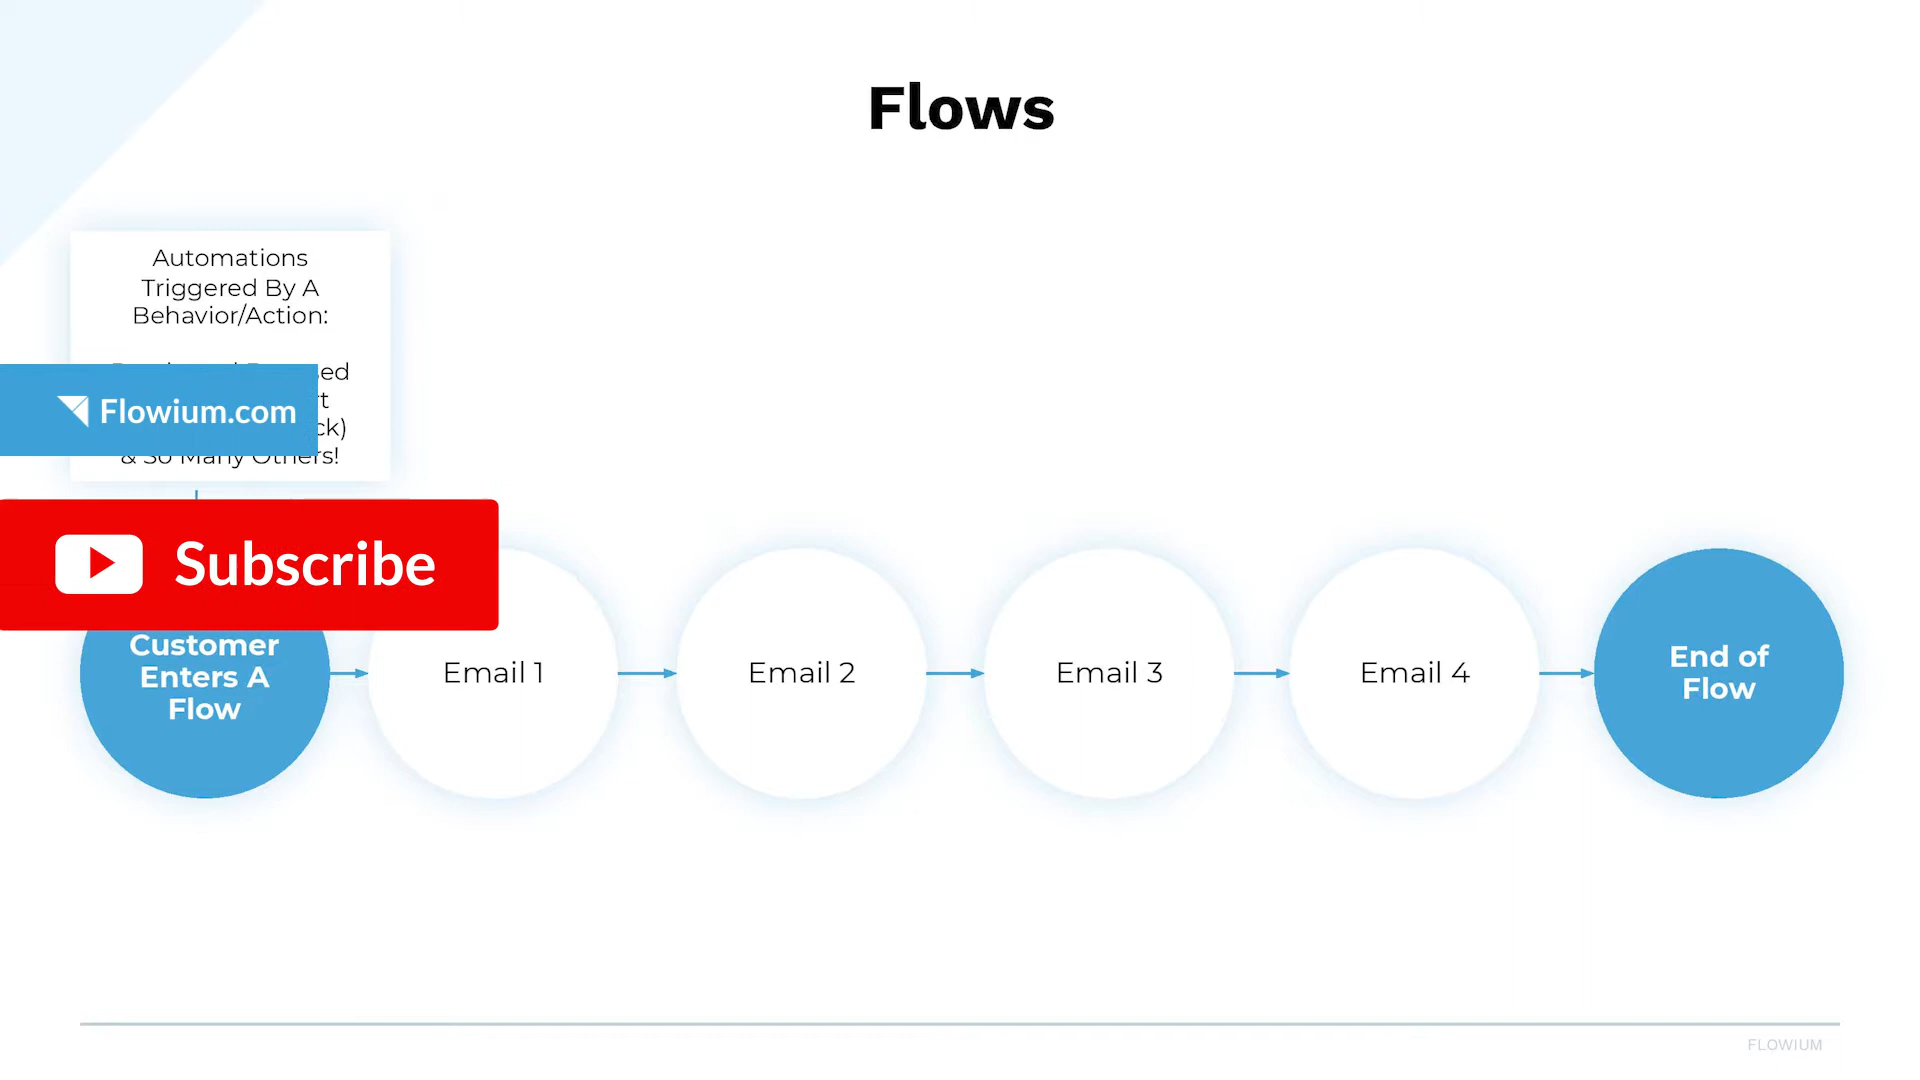 Flows
Automations
Triggered By A
Behavior/Action:
Flowium.com
& So Many Others!
Subscribe
Customer
Enters A
Flow
Email 1
Email 2
Email 3
Email 4
End of
Flow
FLOWIUM